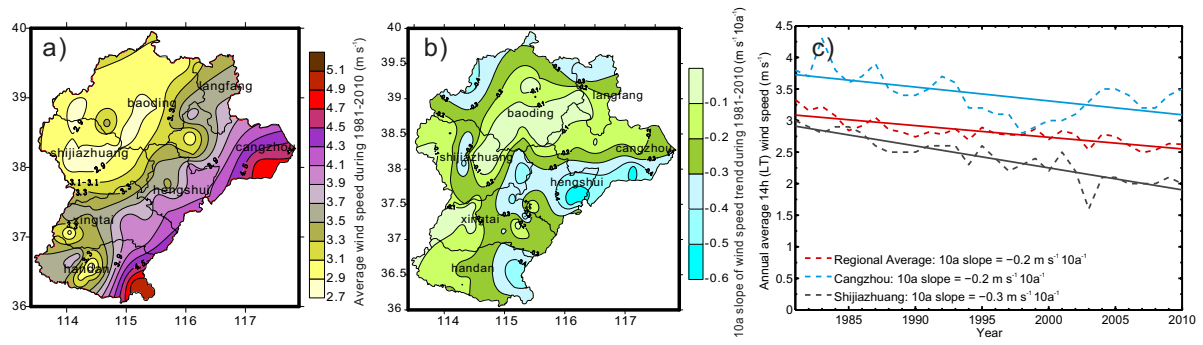 a)
40
39
38
37
36
114
115
116
117
langfang
baoding
shijiazhuang
cangzhou
hengshui
xingtai
handan
5.1
4.9
4.7
4.5
4.3
4.1
3.9
3.7
3.5
3.3
3.1
2.9
2.7
Average wind speed during 1981-2010 (m s⁻¹)
b)
40
39.5
39
38.5
38
37.5
37
36.5
36
114
115
116
117
langfang
baoding
shijiazhuang
cangzhou
hengshui
xingtai
handan
-0.1
-0.2
-0.3
-0.4
-0.5
-0.6
10a slope of wind speed trend during 1981-2010 (m s⁻¹ 10a⁻¹)
c)
Annual average 14h (LT) wind speed (m s⁻¹)
4.5
4
3.5
3
2.5
2
1.5
1
0.5
0
Regional Average: 10a slope = −0.2 m s⁻¹ 10a⁻¹
Cangzhou: 10a slope = −0.2 m s⁻¹ 10a⁻¹
Shijiazhuang: 10a slope = −0.3 m s⁻¹ 10a⁻¹
1985
1990
1995
2000
2005
2010
Year